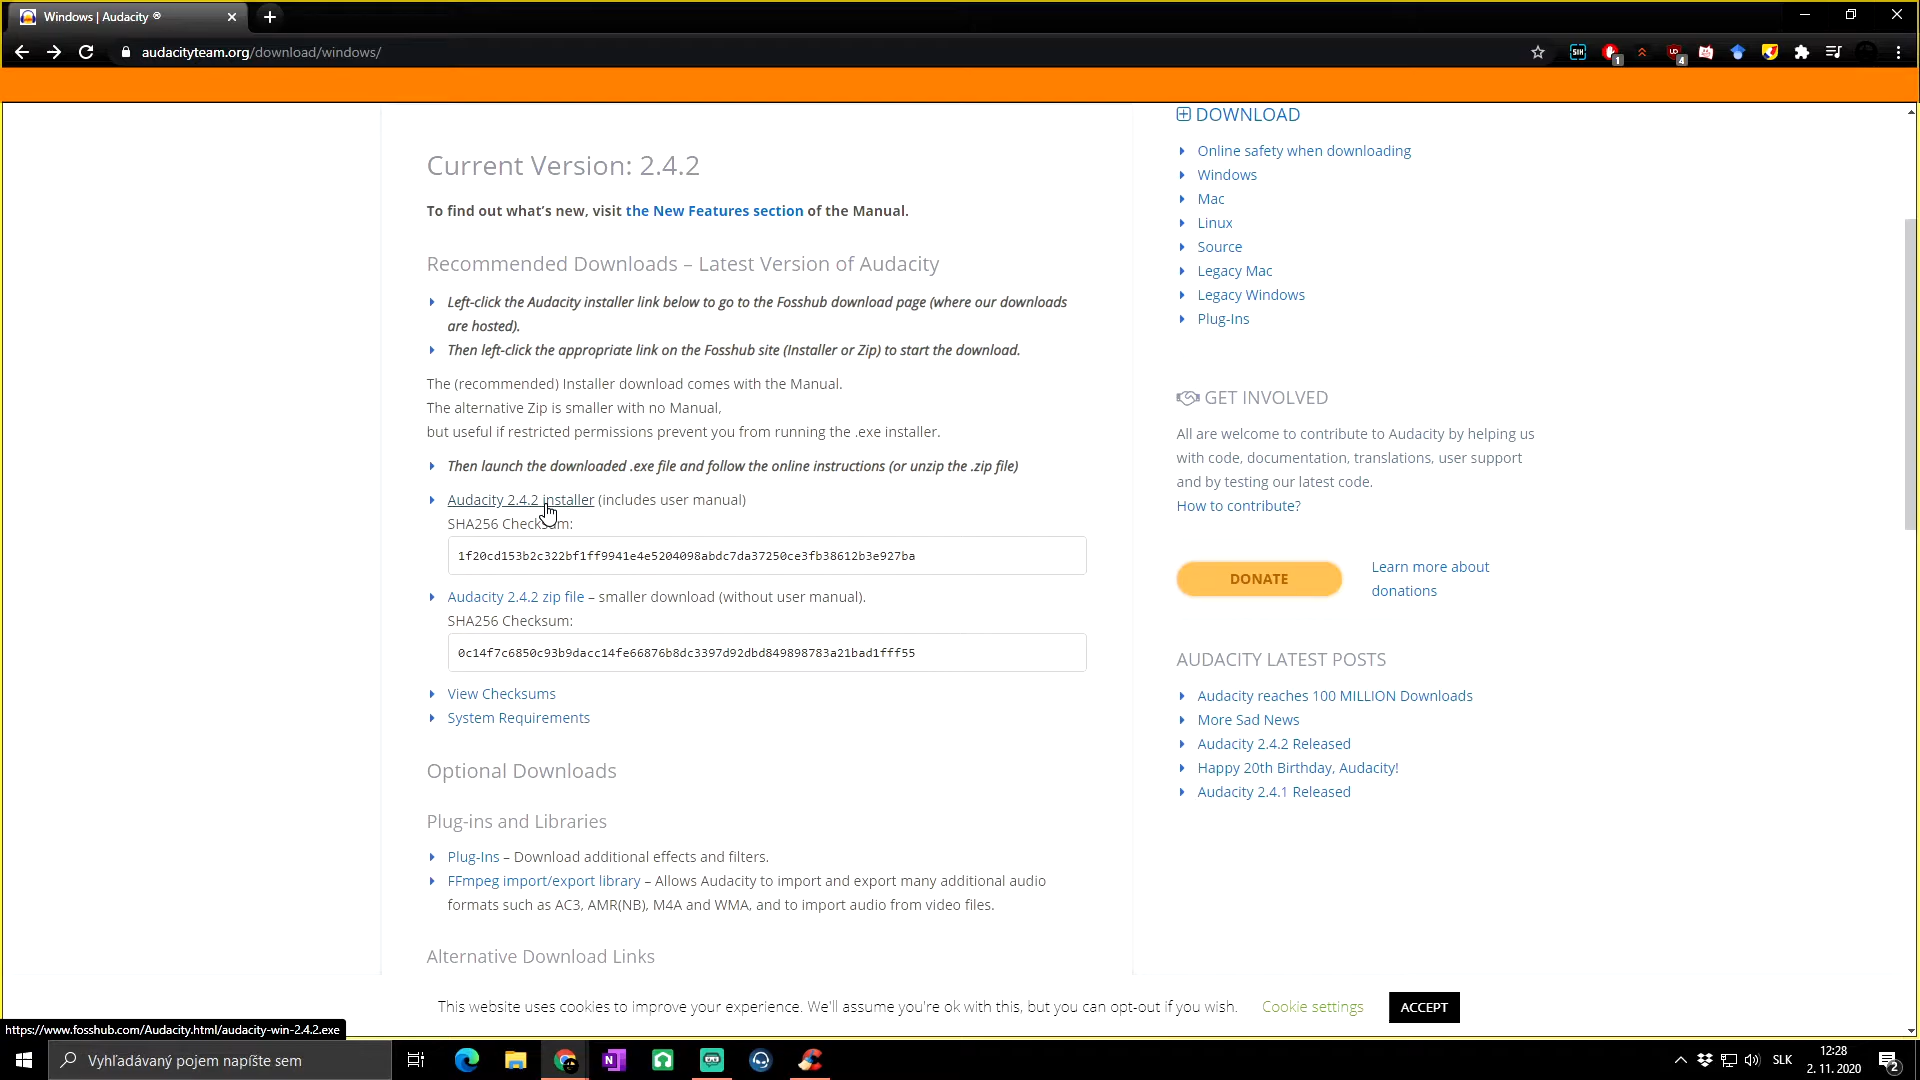 Windows | Audacity ®
audacityteam.org/download/windows/
1
4
Current Version: 2.4.2
To find out what's new, visit the New Features section of the Manual.
Recommended Downloads – Latest Version of Audacity
Left-click the Audacity installer link below to go to the Fosshub download page (where our downloads
are hosted).
Then left-click the appropriate link on the Fosshub site (Installer or Zip) to start the download.
The (recommended) Installer download comes with the Manual.
The alternative Zip is smaller with no Manual,
but useful if restricted permissions prevent you from running the .exe installer.
Then launch the downloaded .exe file and follow the online instructions (or unzip the .zip file)
Audacity 2.4.2 installer (includes user manual)
SHA256 Checksum:
1f20cd153b2c322bf1ff9941e4e5204098abdc7da37250ce3fb38612b3e927ba
Audacity 2.4.2 zip file – smaller download (without user manual).
SHA256 Checksum:
0c14f7c6850c93b9dacc14fe66876b8dc3397d92dbd849898783a21bad1fff55
View Checksums
System Requirements
Optional Downloads
Plug-ins and Libraries
Plug-Ins – Download additional effects and filters.
FFmpeg import/export library – Allows Audacity to import and export many additional audio
formats such as AC3, AMR(NB), M4A and WMA, and to import audio from video files.
Alternative Download Links
DOWNLOAD
Online safety when downloading
Windows
Mac
Linux
Source
Legacy Mac
Legacy Windows
Plug-Ins
GET INVOLVED
All are welcome to contribute to Audacity by helping us
with code, documentation, translations, user support
and by testing our latest code.
How to contribute?
DONATE
Learn more about
donations
AUDACITY LATEST POSTS
Audacity reaches 100 MILLION Downloads
More Sad News
Audacity 2.4.2 Released
Happy 20th Birthday, Audacity!
Audacity 2.4.1 Released
This website uses cookies to improve your experience. We'll assume you're ok with this, but you can opt-out if you wish. Cookie settings ACCEPT
https://www.fosshub.com/Audacity.html/audacity-win-2.4.2.exe
Vyhľadávaný pojem napíšte sem
SLK
12:28
2. 11. 2020
2